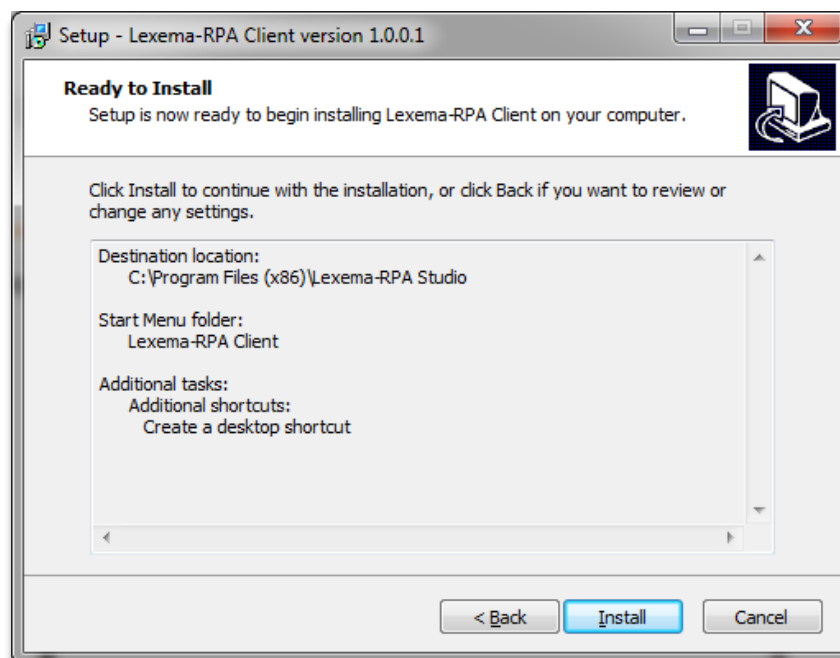 Setup - Lexema-RPA Client version 1.0.0.1
Ready to Install
Setup is now ready to begin installing Lexema-RPA Client on your computer.
Click Install to continue with the installation, or click Back if you want to review or
change any settings.
Destination location:
C:\Program Files (x86)\Lexema-RPA Studio
Start Menu folder:
Lexema-RPA Client
Additional tasks:
Additional shortcuts:
Create a desktop shortcut
< Back
Install
Cancel